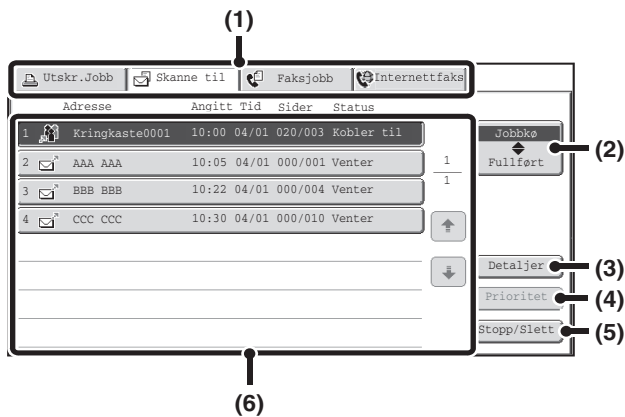 (1)
Utskr.Jobb Skanne til Faksjobb Internettfaks
Adresse Angitt Tid Sider Status
1 Kringkaste0001 10:00 04/01 020/003 Kobler til
2 AAA AAA 10:05 04/01 000/001 Venter
3 BBB BBB 10:22 04/01 000/004 Venter
4 CCC CCC 10:30 04/01 000/010 Venter
1
1
Jobbkø
Fullført
(2)
Detaljer (3)
Prioritet (4)
Stopp/Slett (5)
(6)